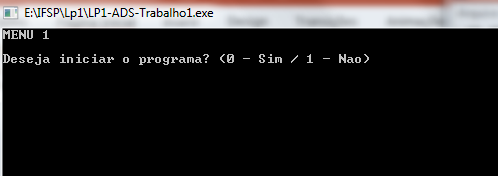 E:\IFSP\Lp1\LP1-ADS-Trabalho1.exe
MENU 1
Deseja iniciar o programa? (0 - Sim / 1 - Nao)